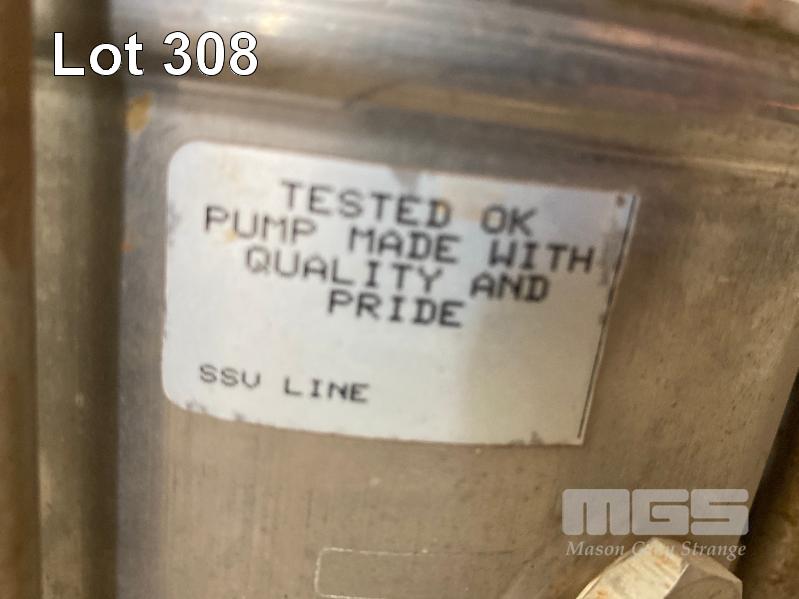 Lot 308
TESTED OK
PUMP MADE WITH
QUALITY AND
PRIDE
SSV LINE
MGS
Mason Gray Strange